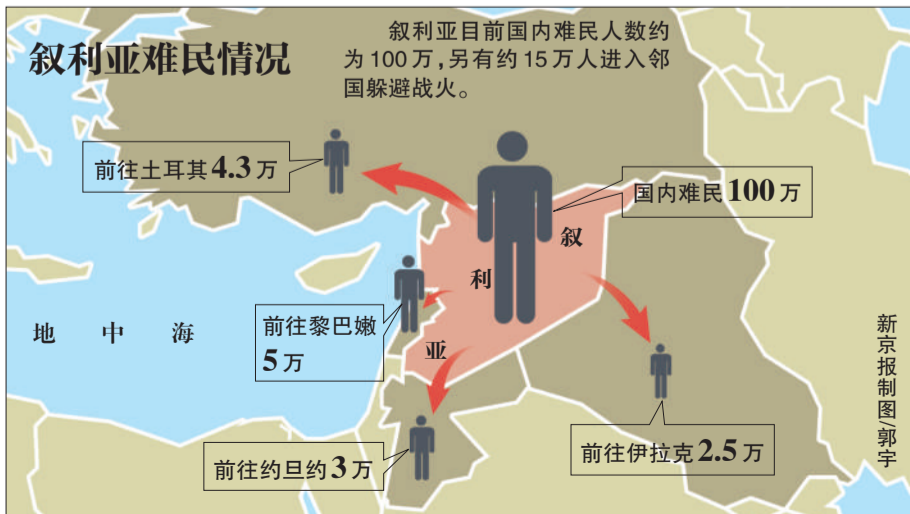 叙利亚难民情况
叙利亚目前国内难民人数约
为100万，另有约15万人进入邻
国躲避战火。
前往土耳其4.3万
国内难民100万
叙
利
亚
前往黎巴嫩
5万
地中海
前往约旦约3万
前往伊拉克2.5万
新京报制图/郭宇